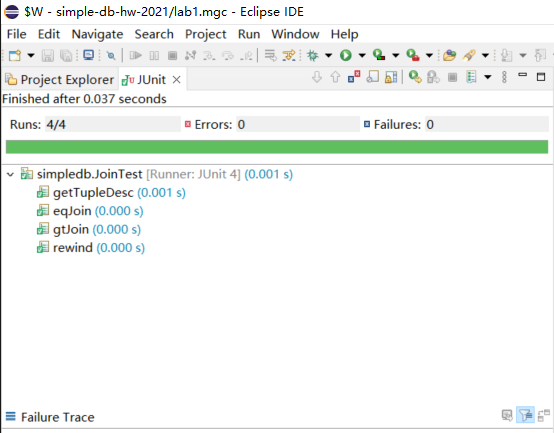 $W - simple-db-hw-2021/lab1.mgc - Eclipse IDE
File Edit Navigate Search Project Run Window Help
Project Explorer JUnit
Finished after 0.037 seconds
Runs: 4/4 Errors: 0 Failures: 0
simpledb.JoinTest [Runner: JUnit 4] (0.001 s)
getTupleDesc (0.001 s)
eqJoin (0.000 s)
gtJoin (0.000 s)
rewind (0.000 s)
Failure Trace